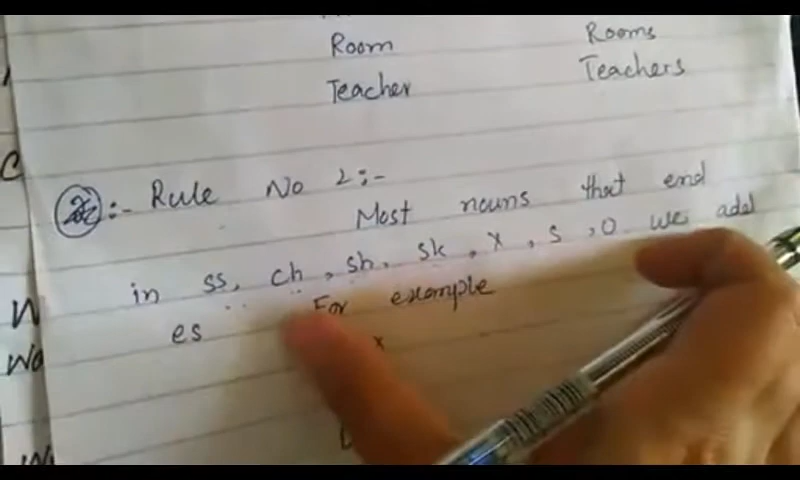 Room Rooms
Teacher Teachers
:- Rule No 2:-
Most nouns that end
in ss, ch, sh, sk, x, s, o we add
es For example
x